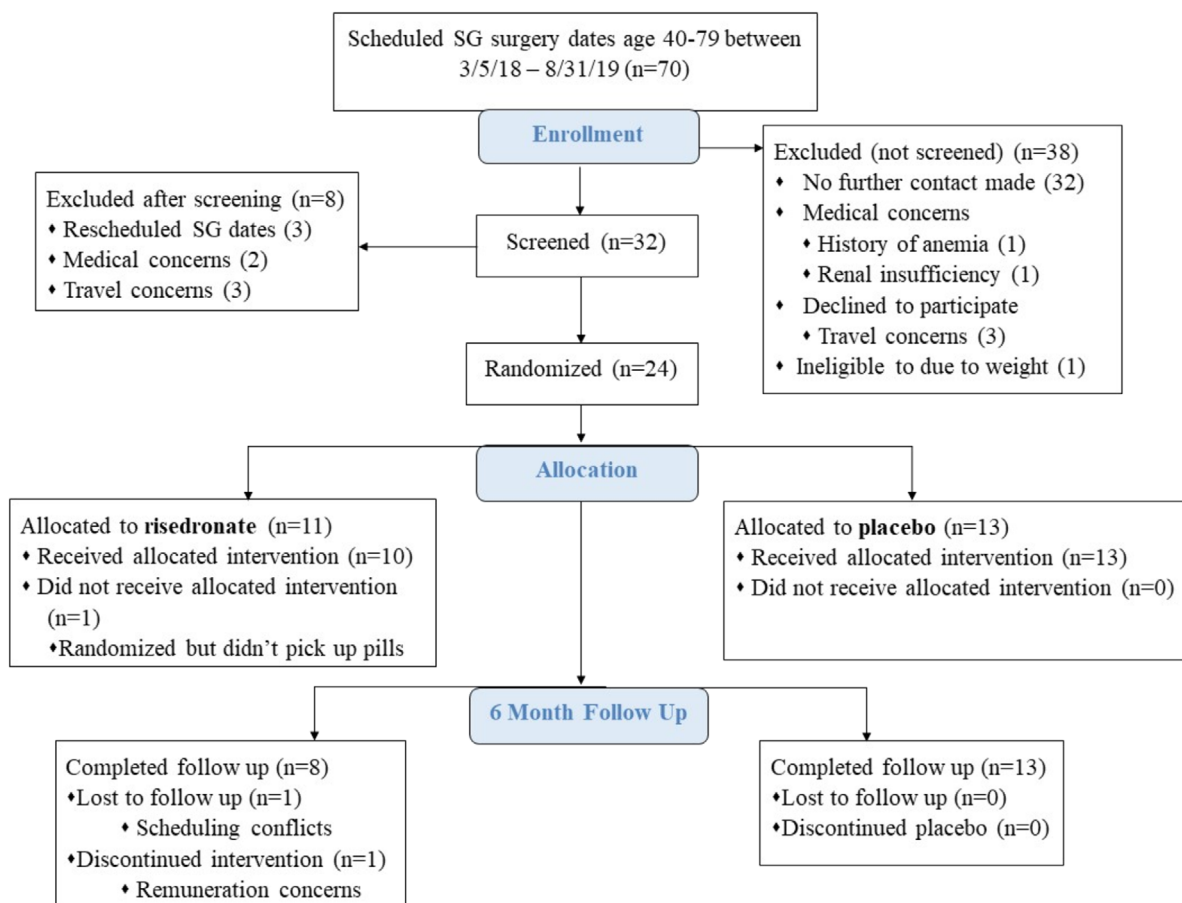 Scheduled SG surgery dates age 40-79 between
3/5/18 – 8/31/19 (n=70)
Enrollment
Excluded (not screened) (n=38)
♦ No further contact made (32)
♦ Medical concerns
♦ History of anemia (1)
♦ Renal insufficiency (1)
♦ Declined to participate
♦ Travel concerns (3)
♦ Ineligible to due to weight (1)
Excluded after screening (n=8)
♦ Rescheduled SG dates (3)
♦ Medical concerns (2)
♦ Travel concerns (3)
Screened (n=32)
Randomized (n=24)
Allocation
Allocated to risedronate (n=11)
♦ Received allocated intervention (n=10)
♦ Did not receive allocated intervention
(n=1)
♦Randomized but didn’t pick up pills
Allocated to placebo (n=13)
♦ Received allocated intervention (n=13)
♦ Did not receive allocated intervention (n=0)
6 Month Follow Up
Completed follow up (n=8)
♦Lost to follow up (n=1)
♦ Scheduling conflicts
♦Discontinued intervention (n=1)
♦ Remuneration concerns
Completed follow up (n=13)
♦Lost to follow up (n=0)
♦Discontinued placebo (n=0)